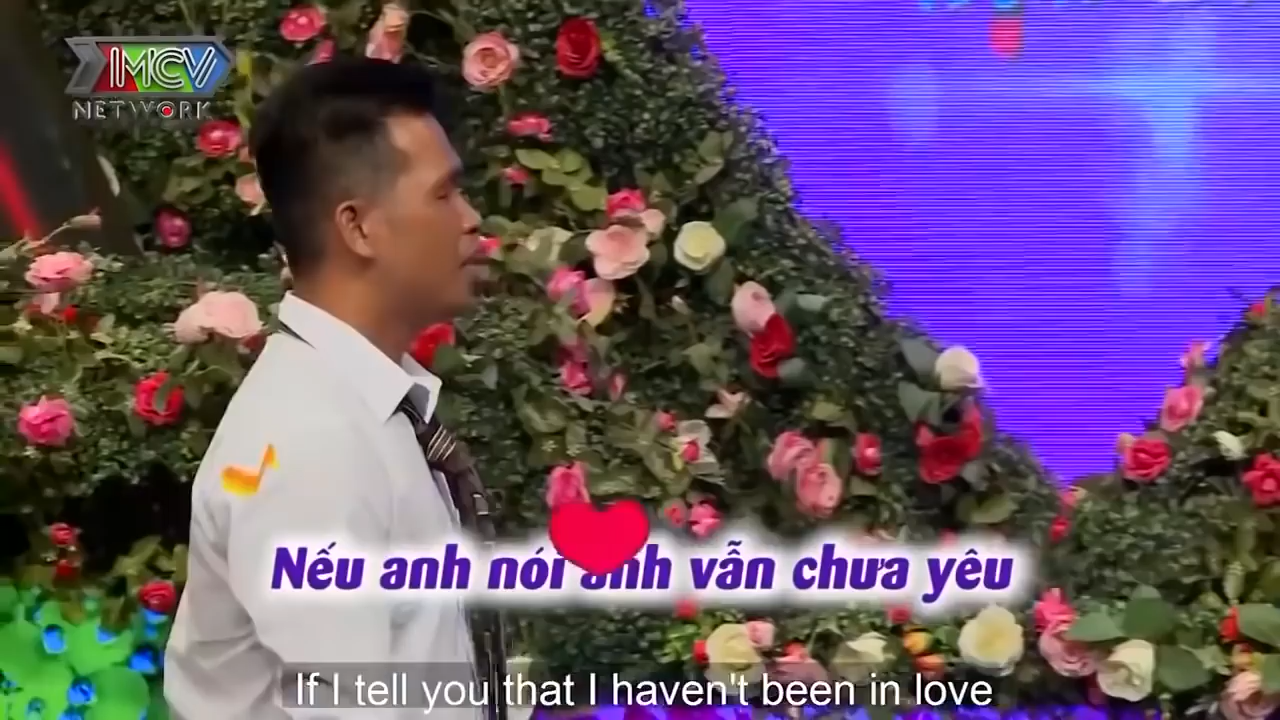 MCV
NETWORK
Nếu anh nói anh vẫn chưa yêu
If I tell you that I haven't been in love